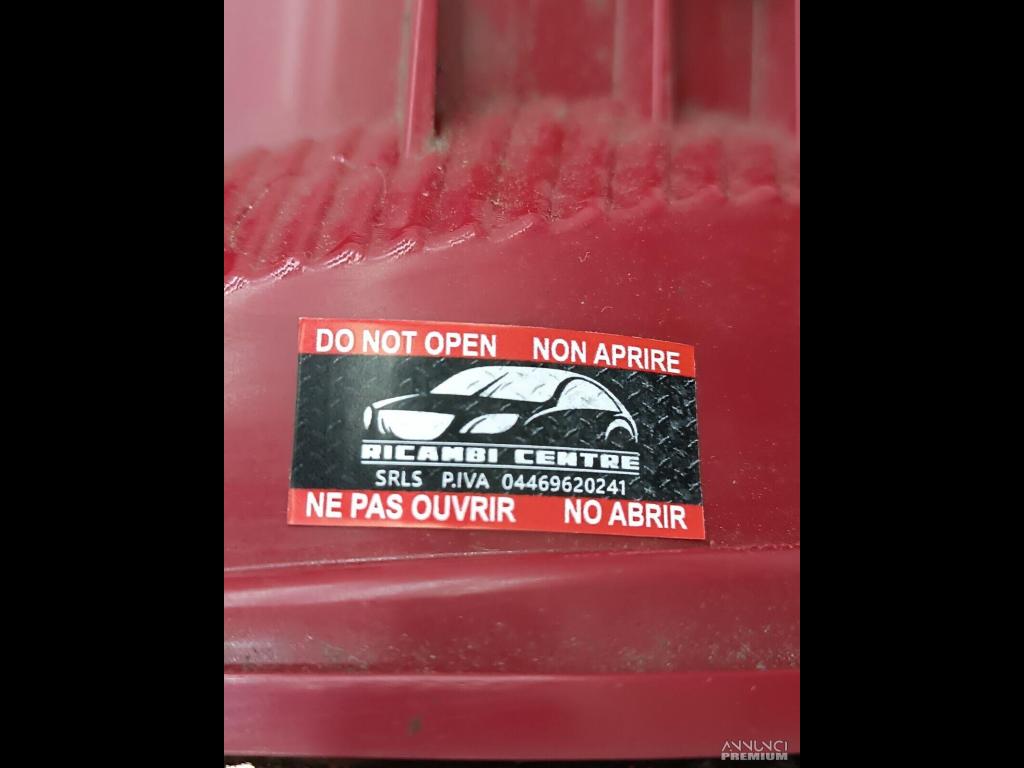 DO NOT OPEN NON APRIRE
RICAMBI CENTRE
SRLS P.IVA 04469620241
NE PAS OUVRIR NO ABRIR
ANNUNCI
PREMIUM